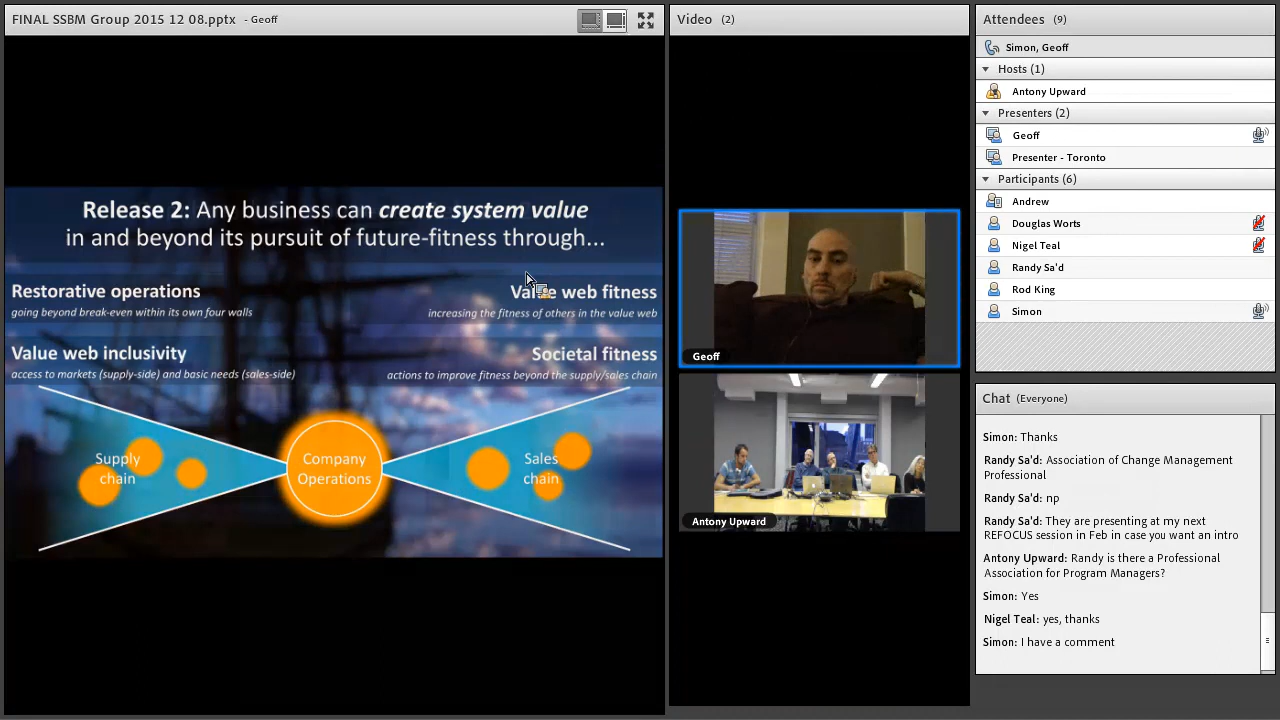 FINAL SSBM Group 2015 12 08.pptx - Geoff
Release 2: Any business can create system value
in and beyond its pursuit of future-fitness through...
Restorative operations
going beyond break-even within its own four walls
Value web fitness
increasing the fitness of others in the value web
Value web inclusivity
access to markets (supply-side) and basic needs (sales-side)
Societal fitness
actions to improve fitness beyond the supply/sales chain
Supply
chain
Company
Operations
Sales
chain
Video (2)
Geoff
Antony Upward
Attendees (9)
Simon, Geoff
Hosts (1)
Antony Upward
Presenters (2)
Geoff
Presenter - Toronto
Participants (6)
Andrew
Douglas Worts
Nigel Teal
Randy Sa'd
Rod King
Simon
Chat (Everyone)
Simon: Thanks
Randy Sa'd: Association of Change Management
Professional
Randy Sa'd: np
Randy Sa'd: They are presenting at my next
REFOCUS session in Feb in case you want an intro
Antony Upward: Randy is there a Professional
Association for Program Managers?
Simon: Yes
Nigel Teal: yes, thanks
Simon: I have a comment